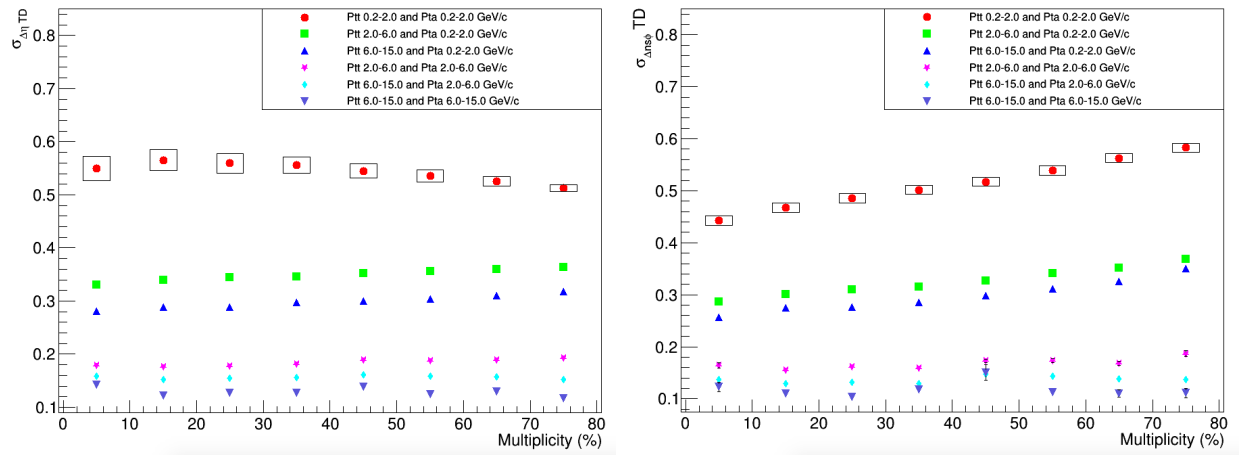 σΔη TD
0.8
0.7
0.6
0.5
0.4
0.3
0.2
0.1
0 10 20 30 40 50 60 70 80
Multiplicity (%)
Ptt 0.2-2.0 and Pta 0.2-2.0 GeV/c
Ptt 2.0-6.0 and Pta 0.2-2.0 GeV/c
Ptt 6.0-15.0 and Pta 0.2-2.0 GeV/c
Ptt 2.0-6.0 and Pta 2.0-6.0 GeV/c
Ptt 6.0-15.0 and Pta 2.0-6.0 GeV/c
Ptt 6.0-15.0 and Pta 6.0-15.0 GeV/c
σΔnsϕ TD
0.8
0.7
0.6
0.5
0.4
0.3
0.2
0.1
0 10 20 30 40 50 60 70 80
Multiplicity (%)
Ptt 0.2-2.0 and Pta 0.2-2.0 GeV/c
Ptt 2.0-6.0 and Pta 0.2-2.0 GeV/c
Ptt 6.0-15.0 and Pta 0.2-2.0 GeV/c
Ptt 2.0-6.0 and Pta 2.0-6.0 GeV/c
Ptt 6.0-15.0 and Pta 2.0-6.0 GeV/c
Ptt 6.0-15.0 and Pta 6.0-15.0 GeV/c